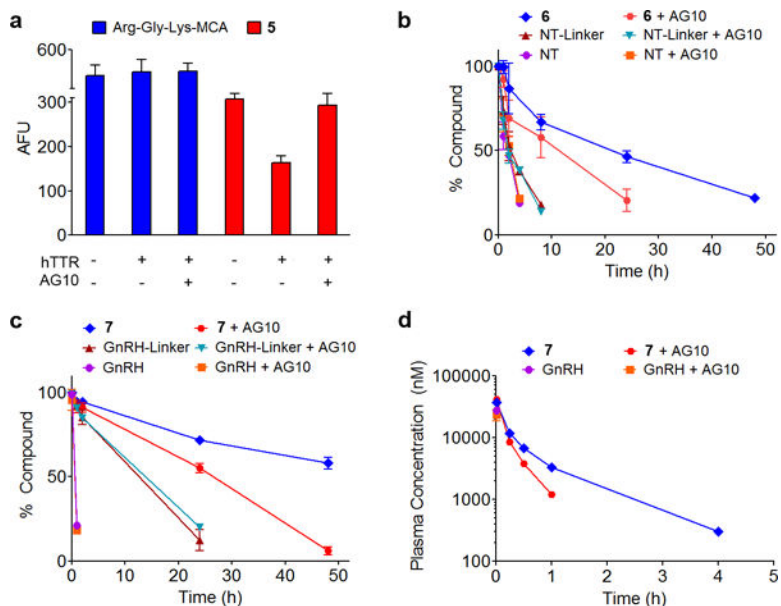 a
Arg-Gly-Lys-MCA 5
600
300
200
100
0
AFU
hTTR - + + - + +
AG10 - - + - - +
b
6 6 + AG10
NT-Linker NT-Linker + AG10
NT NT + AG10
100
50
0
% Compound
0 10 20 30 40 50
Time (h)
c
7 7 + AG10
GnRH-Linker GnRH-Linker + AG10
GnRH GnRH + AG10
100
50
0
% Compound
0 10 20 30 40 50
Time (h)
d
7 7 + AG10
GnRH GnRH + AG10
100000
10000
1000
100
Plasma Concentration (nM)
0 1 2 3 4 5
Time (h)